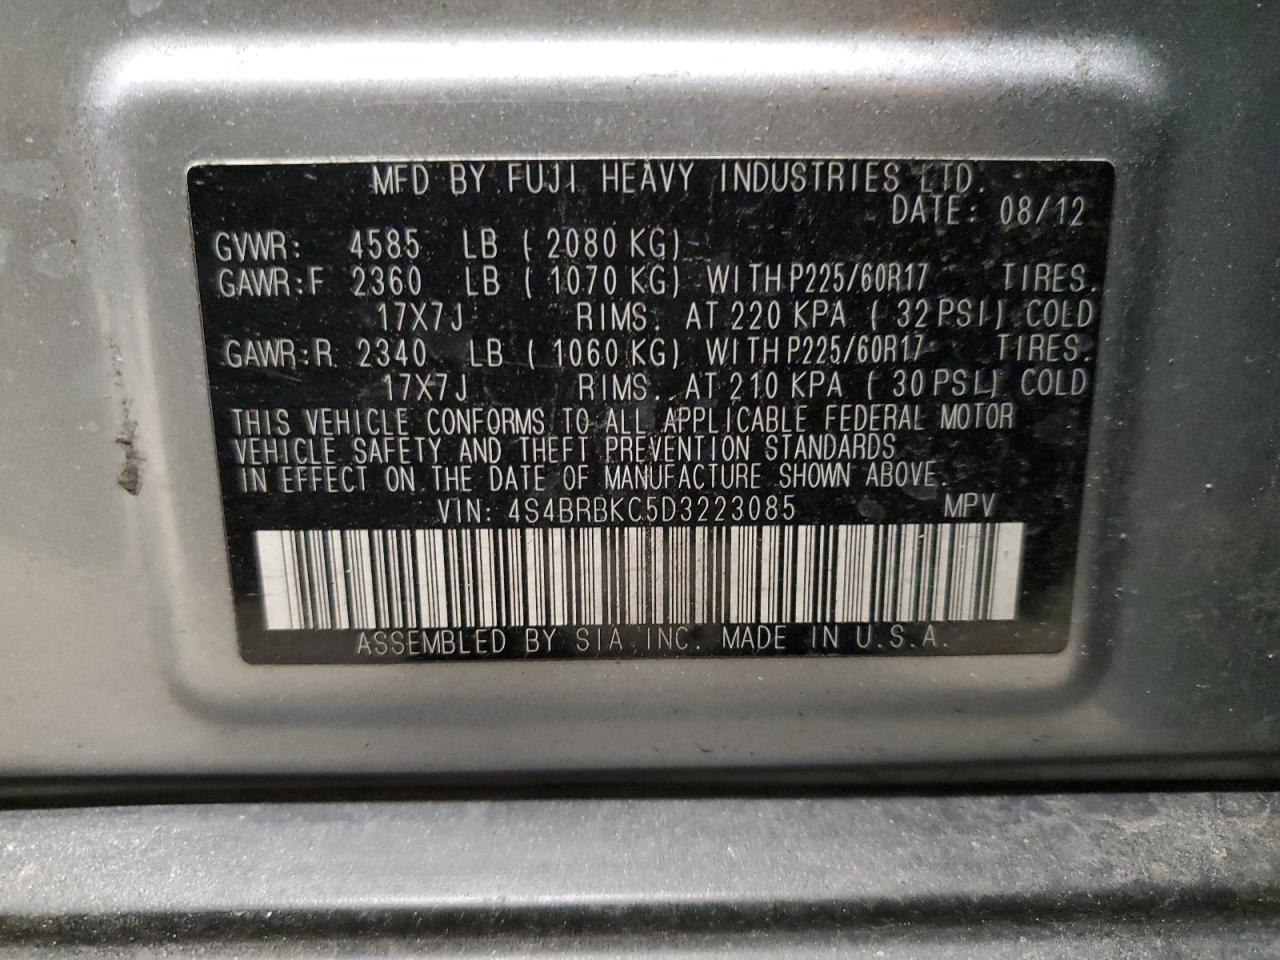 MFD BY FUJI HEAVY INDUSTRIES LTD.
DATE: 08/12
GVWR: 4585 LB ( 2080 KG)
GAWR:F 2360 LB ( 1070 KG) WITH P225/60R17 TIRES.
17X7J RIMS. AT 220 KPA ( 32 PSI) COLD
GAWR:R 2340 LB ( 1060 KG) WITH P225/60R17 TIRES.
17X7J RIMS. AT 210 KPA ( 30 PSI) COLD
THIS VEHICLE CONFORMS TO ALL APPLICABLE FEDERAL MOTOR
VEHICLE SAFETY AND THEFT PREVENTION STANDARDS
IN EFFECT ON THE DATE OF MANUFACTURE SHOWN ABOVE.
VIN: 4S4BRBKC5D3223085 MPV
ASSEMBLED BY SIA, INC. MADE IN U.S.A.